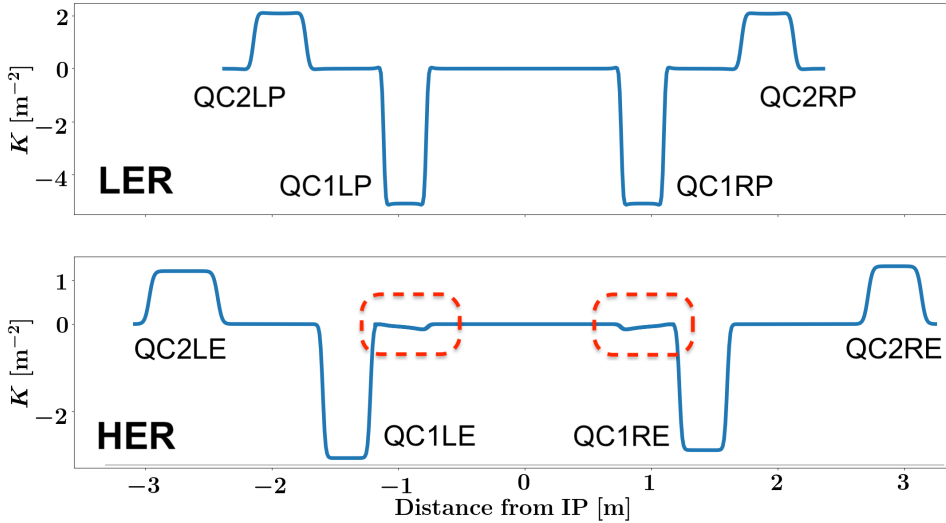 2
0
−2
−4
K [m⁻²]
QC2LP
QC2RP
QC1LP
QC1RP
LER
1
0
−2
K [m⁻²]
QC2LE
QC2RE
QC1LE
QC1RE
HER
−3 −2 −1 0 1 2 3
Distance from IP [m]